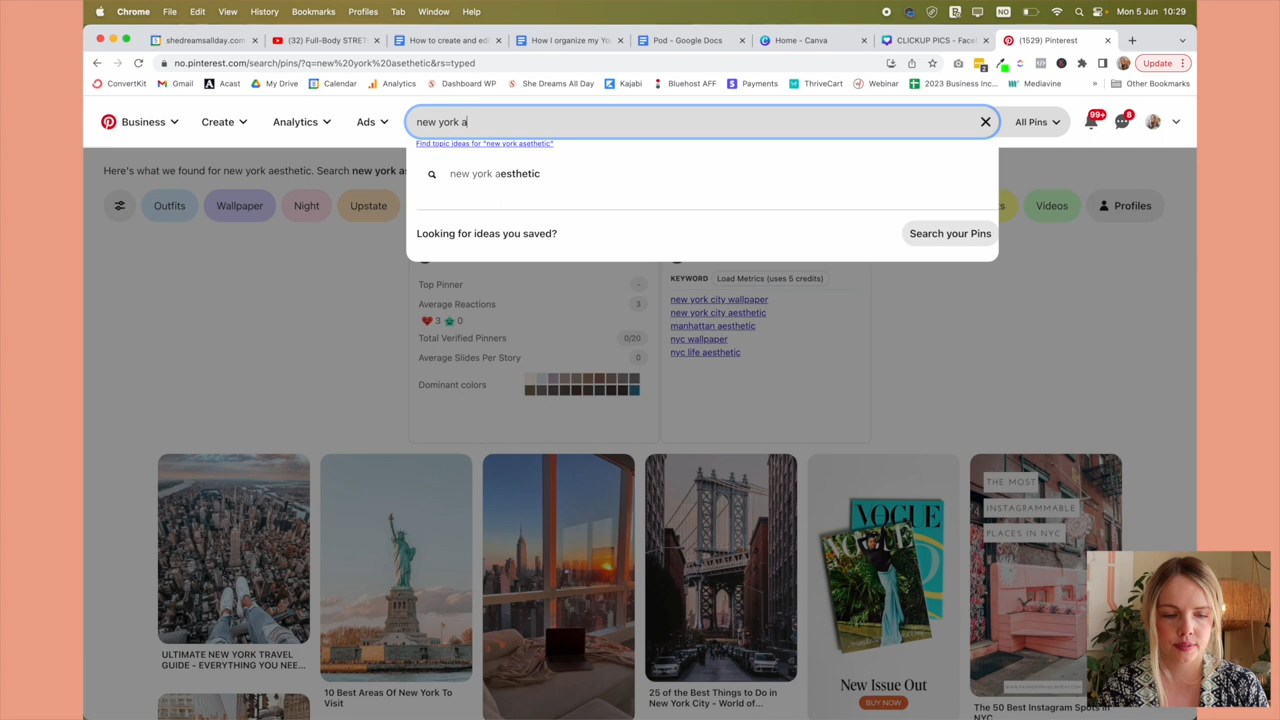 Chrome File Edit View History Bookmarks Profiles Tab Window Help NO Mon 5 Jun 10:29
shedreamsallday.com (32) Full-Body STRET How to create and edi How I organize my Yo Pod - Google Docs Home - Canva CLICKUP PICS - Face (1529) Pinterest
no.pinterest.com/search/pins/?q=new%20york%20asethetic&rs=typed Update
ConvertKit Gmail Acast My Drive Calendar Analytics Dashboard WP She Dreams All Day Kajabi Bluehost AFF Payments ThriveCart Webinar 2023 Business Inc... Mediavine Other Bookmarks
Business Create Analytics Ads new york a All Pins 99+ 8
Find topic ideas for "new york asethetic"
Here's what we found for new york aesthetic. Search new york as
new york aesthetic
Outfits Wallpaper Night Upstate Videos Profiles
Looking for ideas you saved? Search your Pins
Top Pinner -
Average Reactions 3
3 0
Total Verified Pinners 0/20
Average Slides Per Story 0
Dominant colors
KEYWORD Load Metrics (uses 5 credits)
new york city wallpaper
new york city aesthetic
manhattan aesthetic
nyc wallpaper
nyc life aesthetic
ULTIMATE NEW YORK TRAVEL
GUIDE - EVERYTHING YOU NEE...
10 Best Areas Of New York To
Visit
25 of the Best Things to Do in
New York City - World of...
VOGUE
VOGUE
New Issue Out
BUY NOW
THE MOST
INSTAGRAMMABLE
PLACES IN NYC
The 50 Best Instagram Spots in
NYC